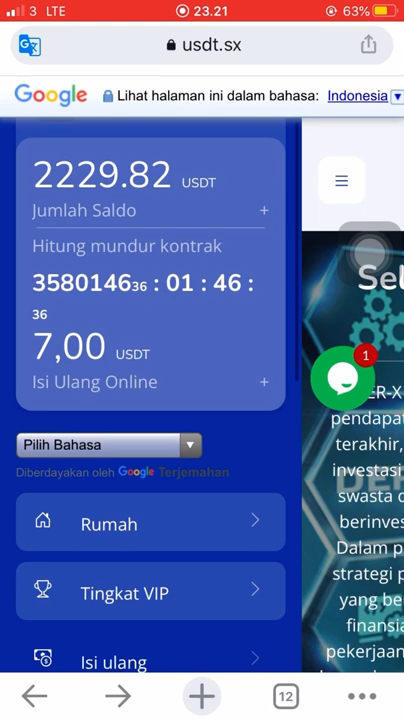 3 LTE 23.21 63%
usdt.sx
Google Lihat halaman ini dalam bahasa: Indonesia
2229.82 USDT
Jumlah Saldo +
Hitung mundur kontrak
358014636 : 01 : 46 :
36
7,00 USDT
Isi Ulang Online +
Pilih Bahasa
Diberdayakan oleh Google Terjemahan
Rumah
Tingkat VIP
Isi ulang
Sel
1
ER-X
pendapat
terakhir,
investasi
swasta d
berinves
Dalam p
strategi p
yang be
finansia
pekerjaan
12